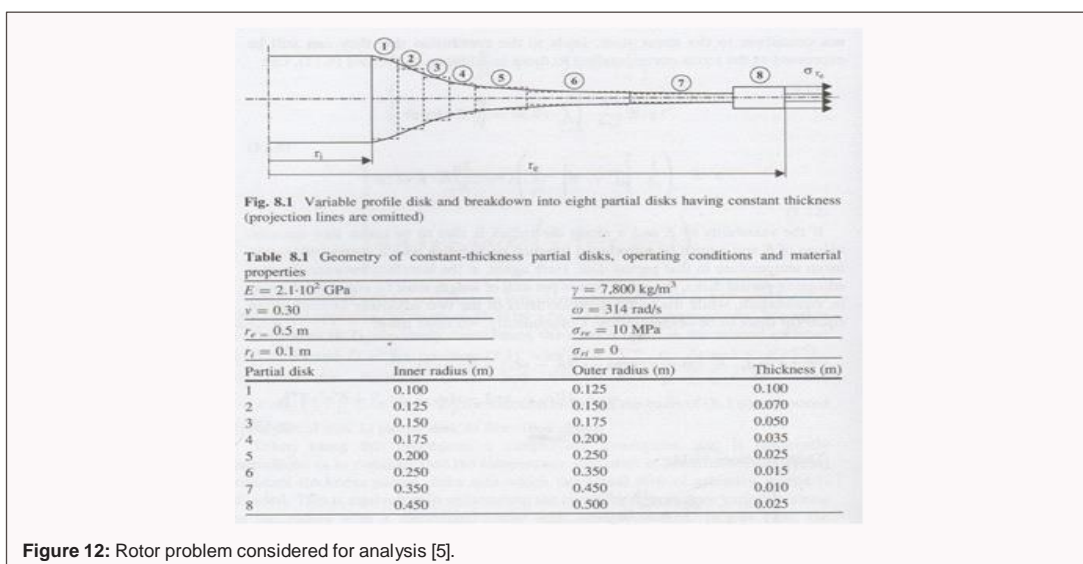 1
2
3
4
5
6
7
8
σ re
ri
re
Fig. 8.1 Variable profile disk and breakdown into eight partial disks having constant thickness
(projection lines are omitted)
Table 8.1 Geometry of constant-thickness partial disks, operating conditions and material
properties
E = 2.1·10² GPa γ = 7,800 kg/m³
ν = 0.30 ω = 314 rad/s
re = 0.5 m σre = 10 MPa
ri = 0.1 m σri = 0
Partial disk Inner radius (m) Outer radius (m) Thickness (m)
1 0.100 0.125 0.100
2 0.125 0.150 0.070
3 0.150 0.175 0.050
4 0.175 0.200 0.035
5 0.200 0.250 0.025
6 0.250 0.350 0.015
7 0.350 0.450 0.010
8 0.450 0.500 0.025
Figure 12: Rotor problem considered for analysis [5].